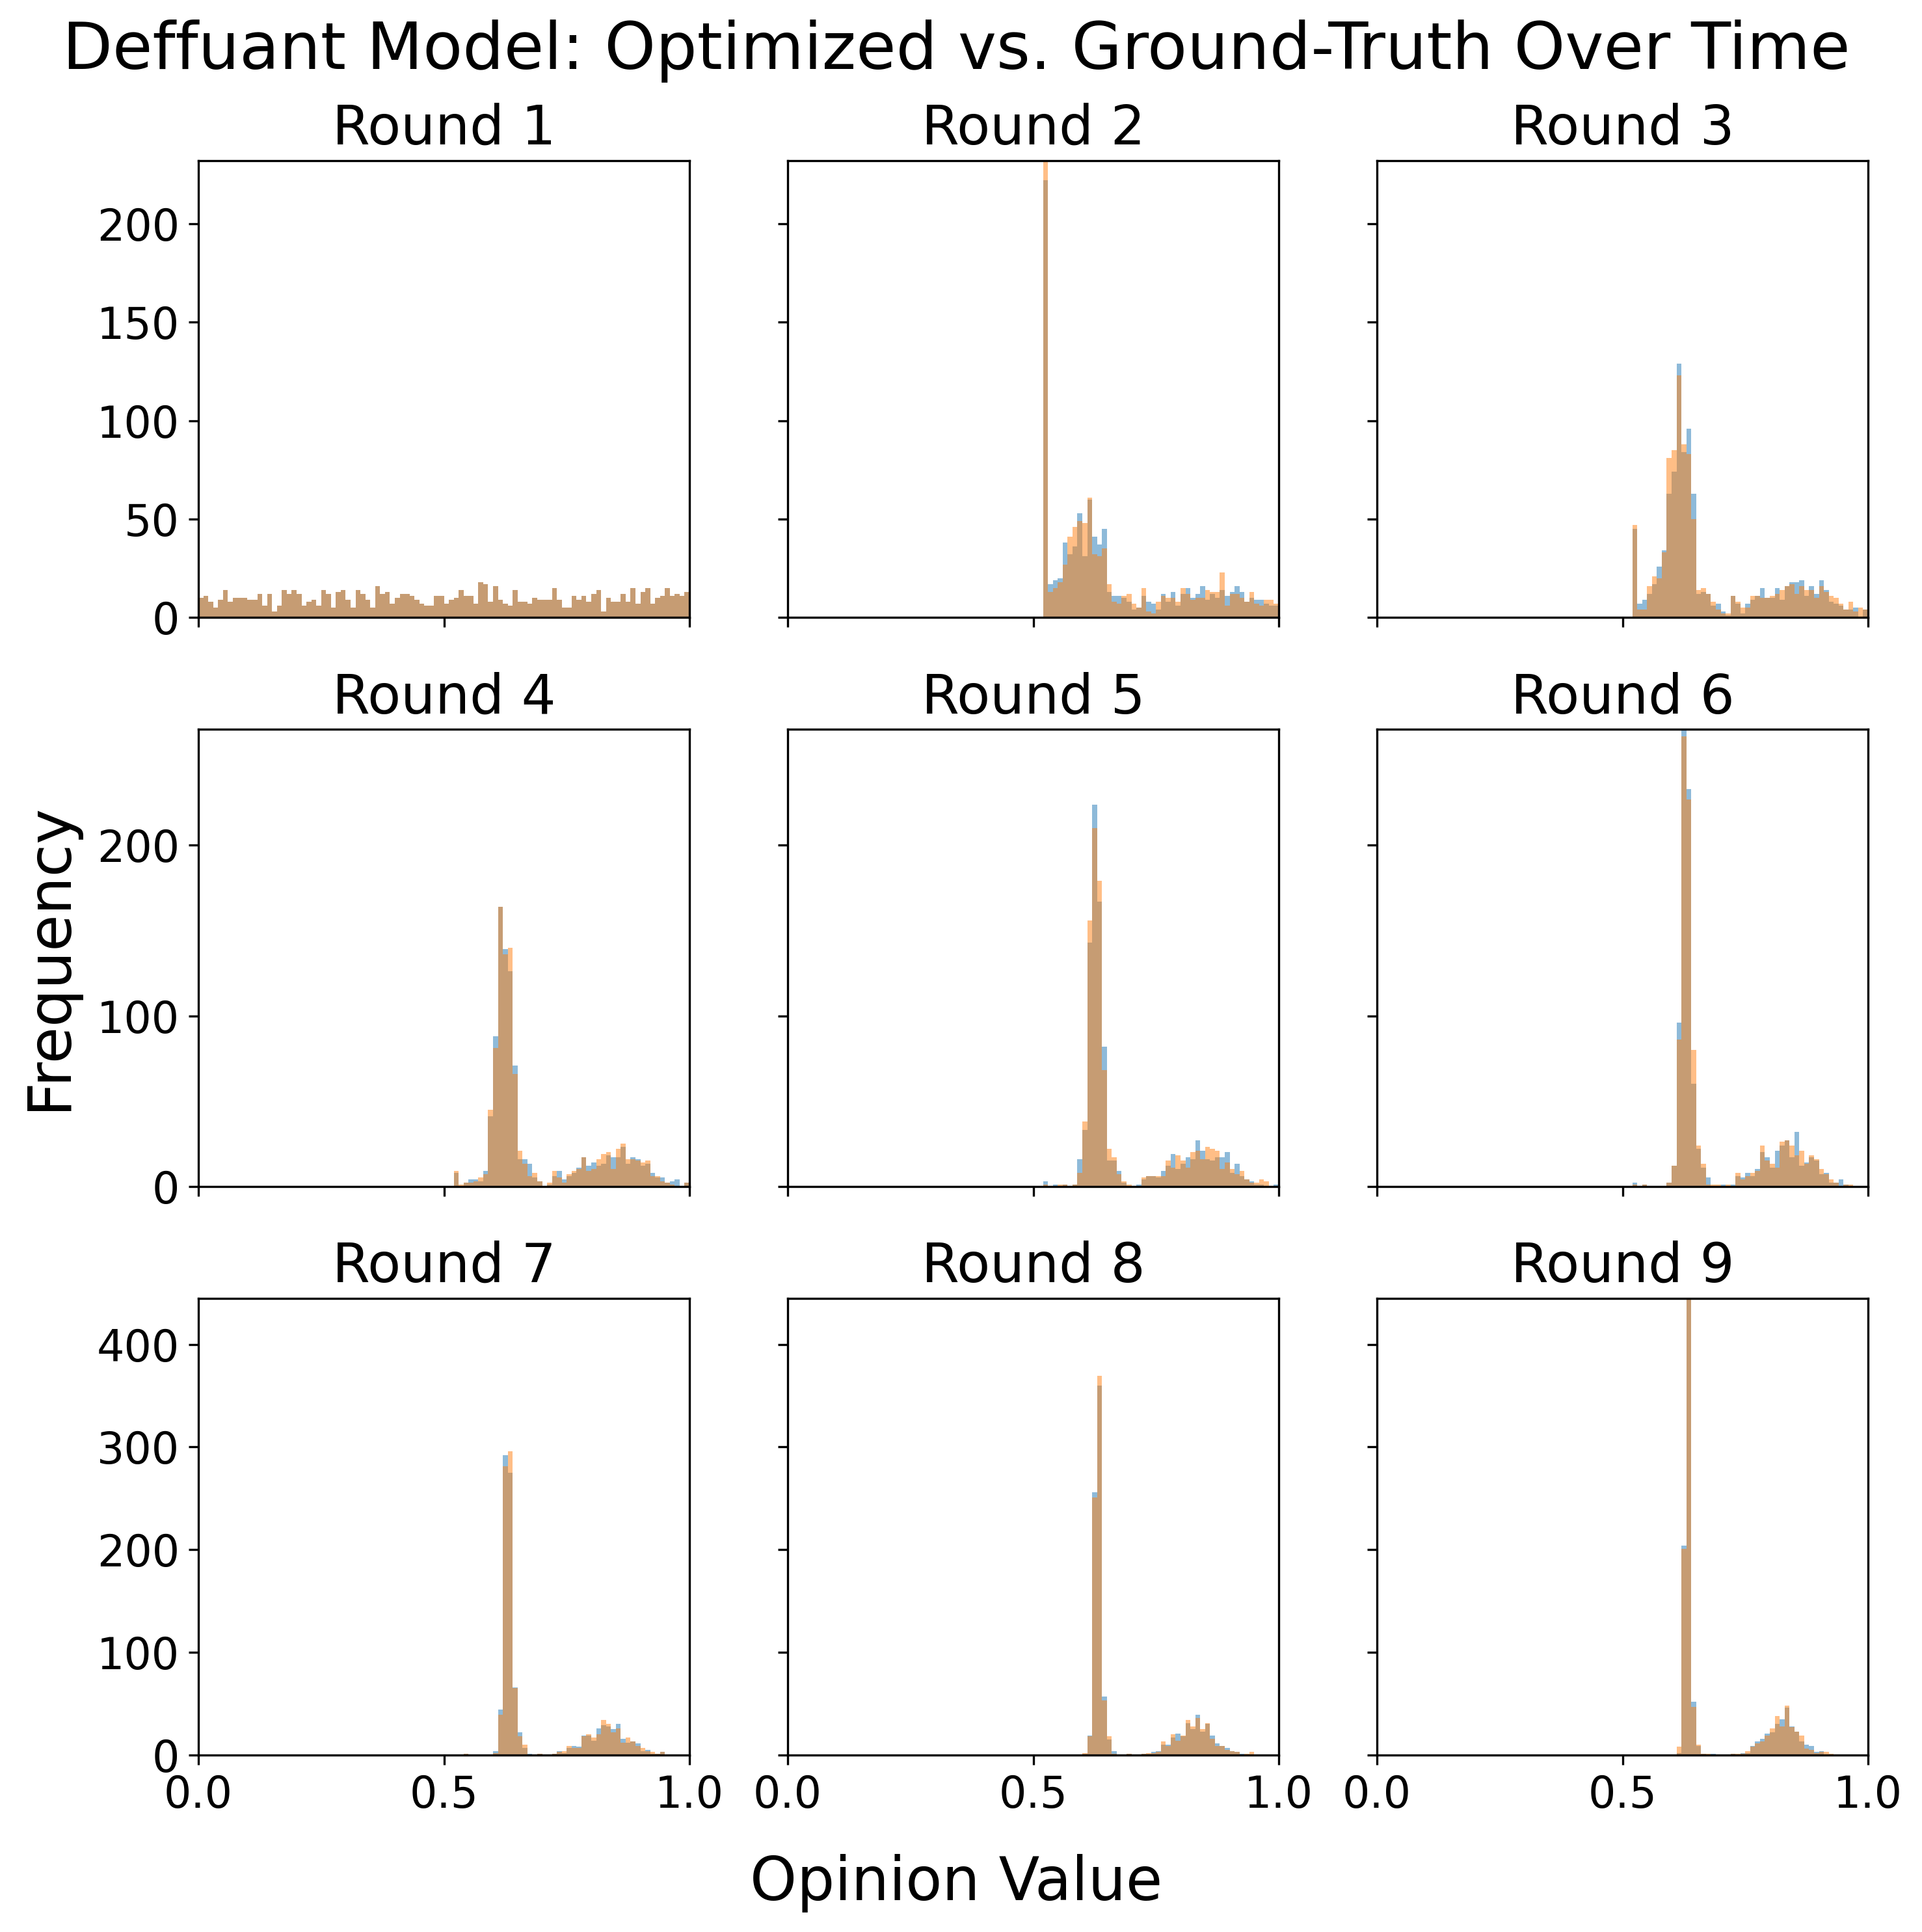 Deffuant Model: Optimized vs. Ground-Truth Over Time
Round 1
Round 2
Round 3
200
150
100
50
0
Round 4
Round 5
Round 6
Frequency
200
100
0
Round 7
Round 8
Round 9
400
300
200
100
0
0.0 0.5 1.0
0.0 0.5 1.0
0.0 0.5 1.0
Opinion Value